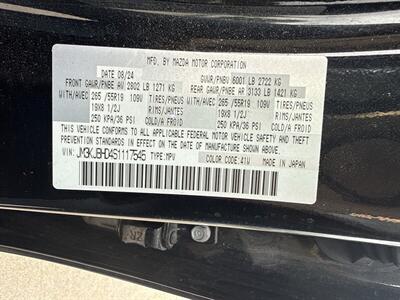 MFD. BY MAZDA MOTOR CORPORATION
DATE 08/24 GVWR/PNBV 6001 LB 2722 KG
FRONT GAWR/PNBE AV 2802 LB 1271 KG REAR GAWR/PNBE AR 3133 LB 1421 KG
WITH/AVEC 265 /55R19 109V TIRES/PNEUS WITH/AVEC 265 /55R19 109V TIRES/PNEUS
19X8 1/2J RIMS/JANTES 19X8 1/2J RIMS/JANTES
250 KPA/36 PSI COLD/A FROID 250 KPA/36 PSI COLD/A FROID
THIS VEHICLE CONFORMS TO ALL APPLICABLE FEDERAL MOTOR VEHICLE SAFETY AND THEFT
PREVENTION STANDARDS IN EFFECT ON THE DATE OF MANUFACTURE SHOWN ABOVE.
VIN: JM3KJBHD4S1117545 TYPE:MPV
COLOR CODE:41W MADE IN JAPAN